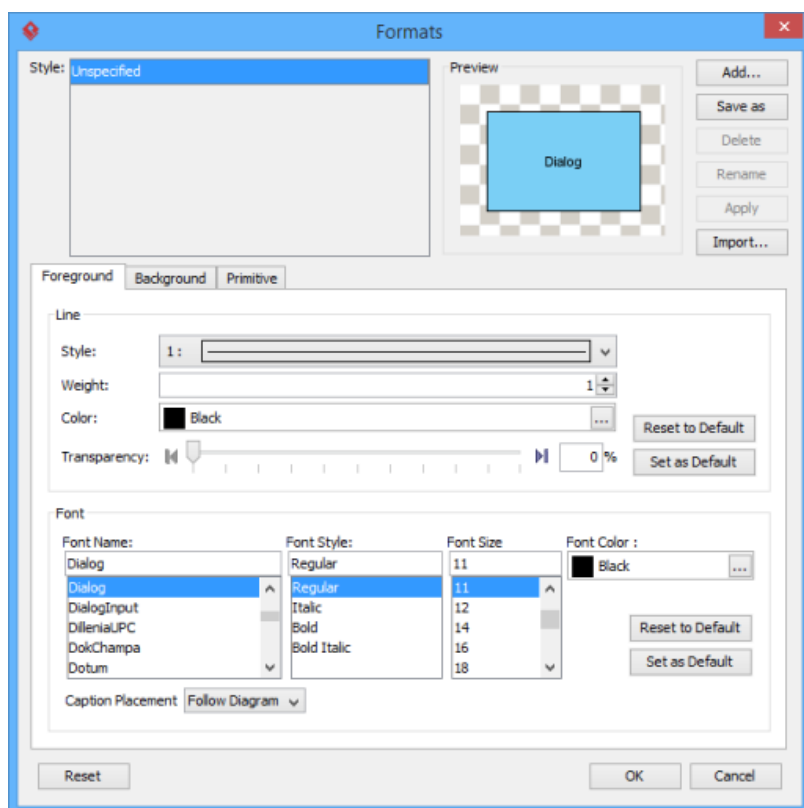 Formats
Style: Unspecified
Preview
Dialog
Add...
Save as
Delete
Rename
Apply
Import...
Foreground Background Primitive
Line
Style: 1 :
Weight: 1
Color: Black ...
Reset to Default
Transparency: 0 %
Set as Default
Font
Font Name: Font Style: Font Size Font Color :
Dialog Regular 11 Black ...
Dialog Regular 11
DialogInput Italic 12
DilleniaUPC Bold 14
DokChampa Bold Italic 16
Dotum 18
Reset to Default
Set as Default
Caption Placement Follow Diagram
Reset OK Cancel